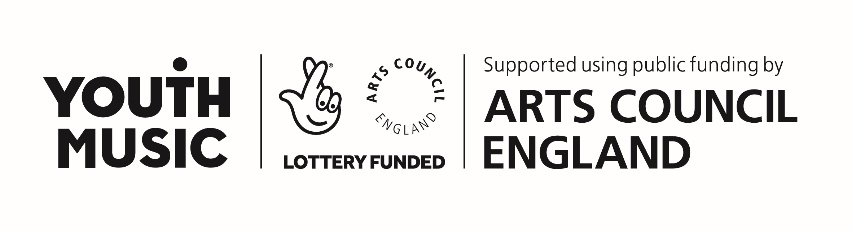 YOUTH
MUSIC
ARTS COUNCIL
ENGLAND
LOTTERY FUNDED
Supported using public funding by
ARTS COUNCIL
ENGLAND